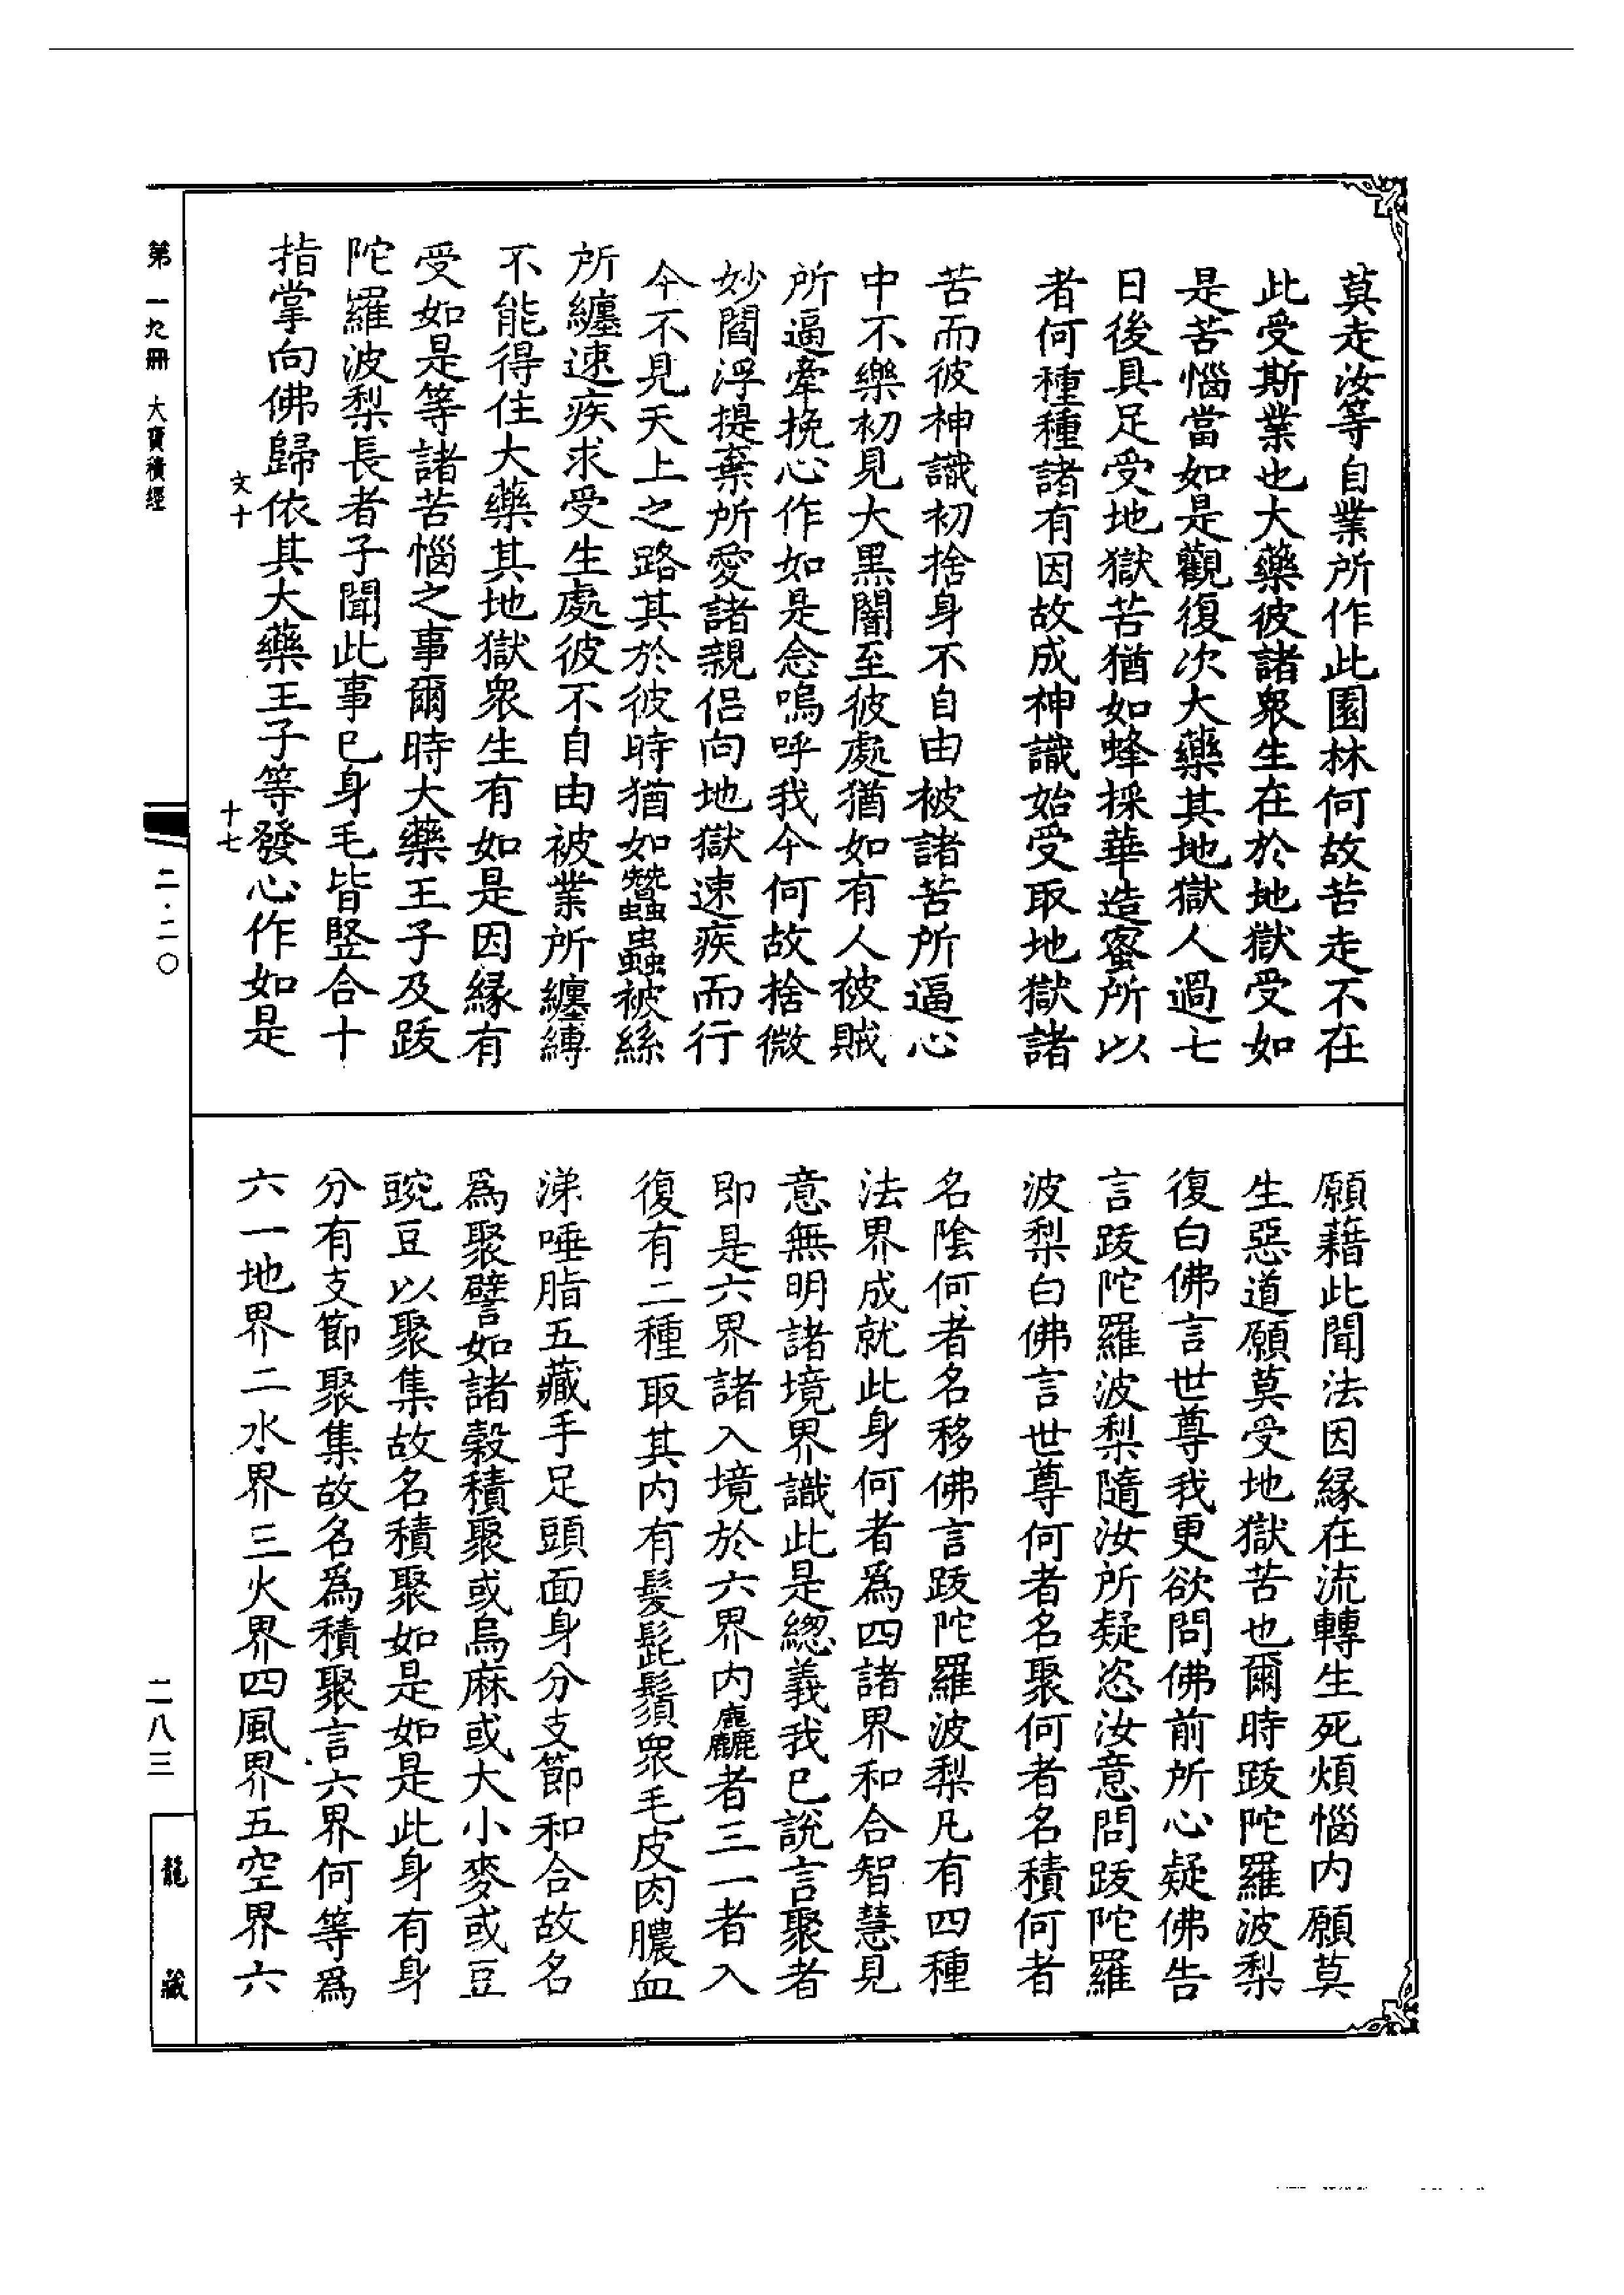 莫走汝等自業所作此園林何故苦走不在
此受斯業也大藥彼諸衆生在於地獄受如
是苦惱當如是觀復次大藥其地獄人過七
日後具足受地獄苦猶如蜂採華造蜜所以
者何種種諸有因故成神識始受取地獄諸
苦而彼神識初捨身不自由被諸苦所逼心
中不樂初見大黑闇至彼處猶如有人被賊
所逼牽挽心作如是念嗚呼我今何故捨微
妙閻浮提棄所愛諸親侶向地獄速疾而行
今不見天上之路其於彼時猶如蠶蟲被絲
所纏速疾求受生處彼不自由被業所纏縛
不能得住大藥其地獄衆生有如是因緣有
受如是等諸苦惱之事爾時大藥王子及跋
陀羅波梨長者子聞此事已身毛皆竪合十
指掌向佛歸依其大藥王子等發心作如是
文十
十七
願藉此聞法因緣在流轉生死煩惱内願莫
生惡道願莫受地獄苦也爾時跋陀羅波梨
復白佛言世尊我更欲問佛前所心疑佛告
言跋陀羅波梨隨汝所疑恣汝意問跋陀羅
波梨白佛言世尊何者名聚何者名積何者
名陰何者名移佛言跋陀羅波梨凡有四種
法界成就此身何者爲四諸界和合智慧見
意無明諸境界識此是總義我已說言聚者
即是六界諸入境於六界内麤者三一者入
復有二種取其内有髮髭鬚衆毛皮肉膿血
涕唾脂五藏手足頭面身分支節和合故名
爲聚譬如諸穀積聚或烏麻或大小麥或豆
豌豆以聚集故名積聚如是如是此身有身
分有支節聚集故名爲積聚言六界何等爲
六一地界二水界三火界四風界五空界六
第一九冊 大寶積經
二·二〇
二八三
龍藏